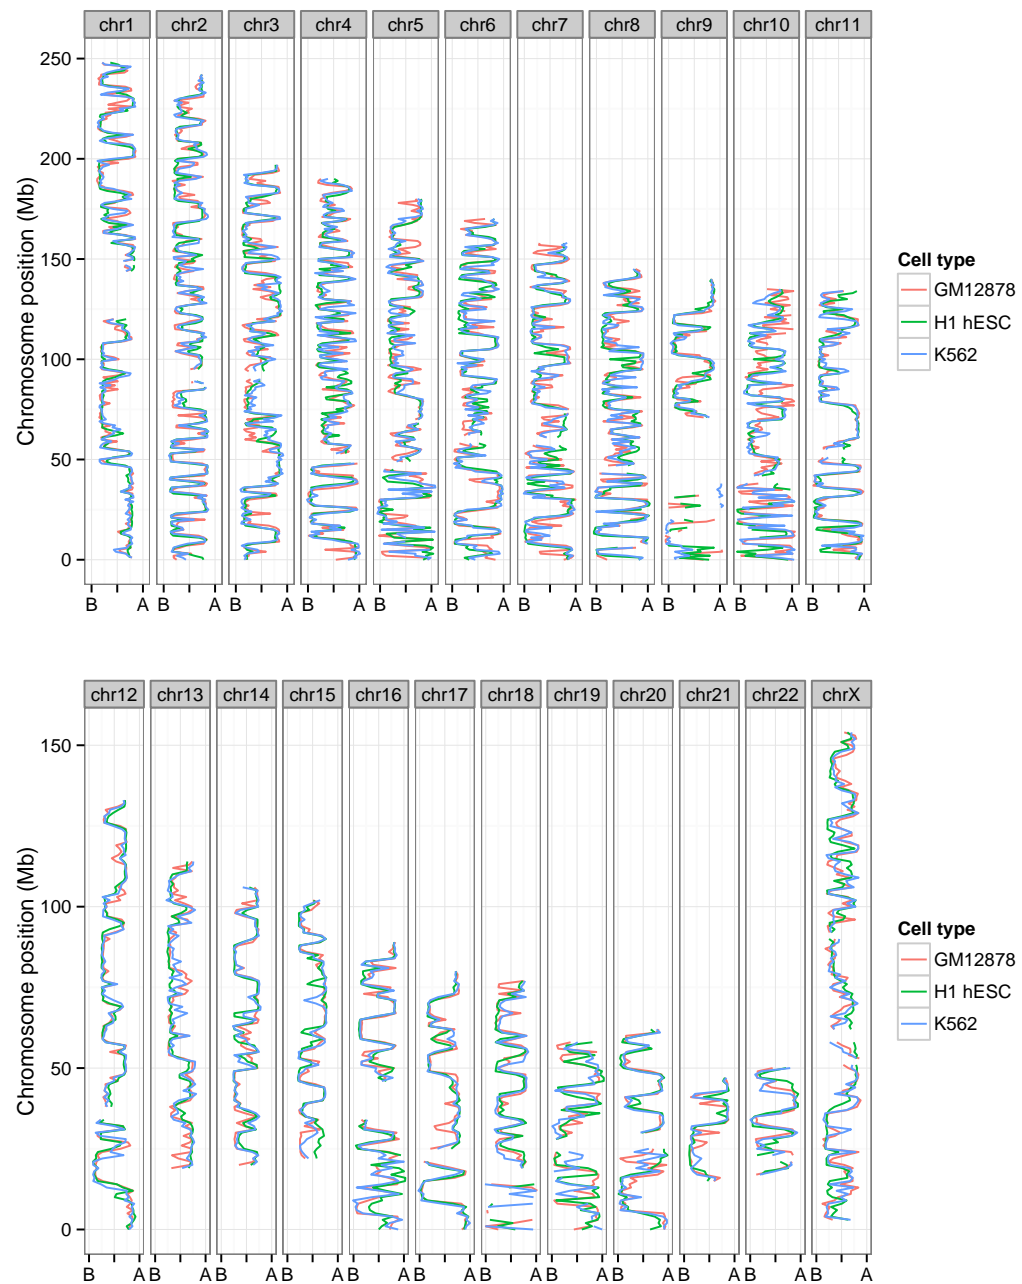 chr1 chr2 chr3 chr4 chr5 chr6 chr7 chr8 chr9 chr10 chr11
250
200
150
100
50
0
Chromosome position (Mb)
B A B A B A B A B A B A B A B A B A B A B A
Cell type
GM12878
H1 hESC
K562
chr12 chr13 chr14 chr15 chr16 chr17 chr18 chr19 chr20 chr21 chr22 chrX
150
100
50
0
Chromosome position (Mb)
B A B A B A B A B A B A B A B A B A B A B A B A
Cell type
GM12878
H1 hESC
K562